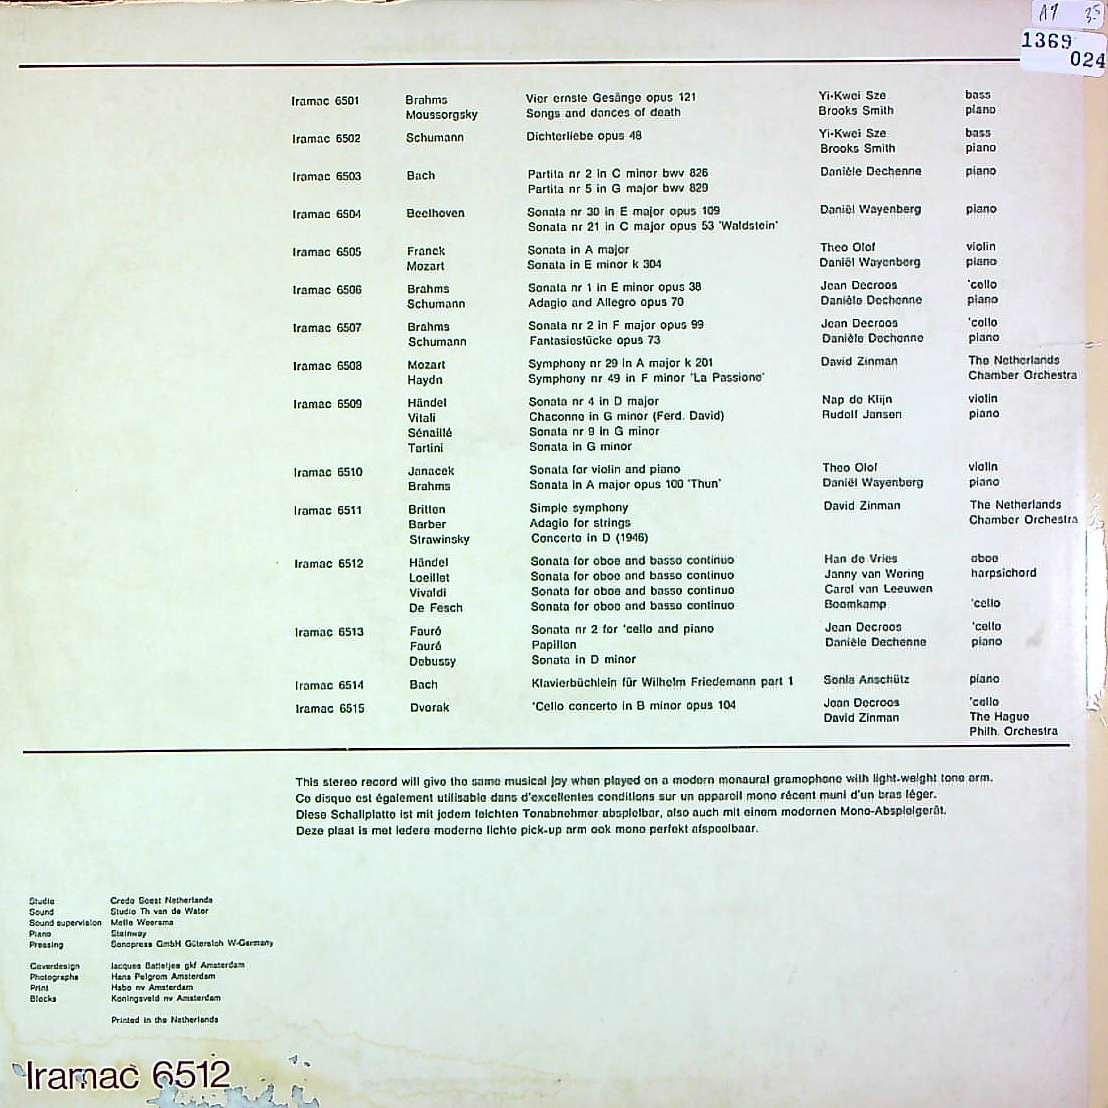 A7 3.5
1369
024
Iramac 6501 Brahms Vier ernste Gesänge opus 121 Yi-Kwei Sze bass
Moussorgsky Songs and dances of death Brooks Smith piano
Iramac 6502 Schumann Dichterliebe opus 48 Yi-Kwei Sze bass
Brooks Smith piano
Iramac 6503 Bach Partita nr 2 in C minor bwv 826 Danièle Dechenne piano
Partita nr 5 in G major bwv 829
Iramac 6504 Beethoven Sonata nr 30 in E major opus 109 Daniël Wayenberg piano
Sonata nr 21 in C major opus 53 'Waldstein'
Iramac 6505 Franck Sonata in A major Theo Olof violin
Mozart Sonata in E minor k 304 Daniël Wayenberg piano
Iramac 6506 Brahms Sonata nr 1 in E minor opus 38 Jean Decroos 'cello
Schumann Adagio and Allegro opus 70 Danièle Dechenne piano
Iramac 6507 Brahms Sonata nr 2 in F major opus 99 Jean Decroos 'cello
Schumann Fantasiestücke opus 73 Danièle Dechenne piano
Iramac 6508 Mozart Symphony nr 29 in A major k 201 David Zinman The Netherlands
Haydn Symphony nr 49 in F minor 'La Passione' Chamber Orchestra
Iramac 6509 Händel Sonata nr 4 in D major Nap de Klijn violin
Vitali Chaconne in G minor (Ferd. David) Rudolf Jansen piano
Sénaillé Sonata nr 9 in G minor
Tartini Sonata in G minor
Iramac 6510 Janacek Sonata for violin and piano Theo Olof violin
Brahms Sonata in A major opus 100 'Thun' Daniël Wayenberg piano
Iramac 6511 Britten Simple symphony David Zinman The Netherlands
Barber Adagio for strings Chamber Orchestra
Strawinsky Concerto in D (1946)
Iramac 6512 Händel Sonata for oboe and basso continuo Han de Vries oboe
Loeillet Sonata for oboe and basso continuo Janny van Wering harpsichord
Vivaldi Sonata for oboe and basso continuo Carel van Leeuwen
De Fesch Sonata for oboe and basso continuo Boomkamp 'cello
Iramac 6513 Fauré Sonata nr 2 for 'cello and piano Jean Decroos 'cello
Fauré Papillon Danièle Dechenne piano
Debussy Sonata in D minor
Iramac 6514 Bach Klavierbüchlein für Wilhelm Friedemann part 1 Sonia Anschütz piano
Iramac 6515 Dvorak 'Cello concerto in B minor opus 104 Jean Decroos 'cello
David Zinman The Hague
Philh. Orchestra
This stereo record will give the same musical joy when played on a modern monaural gramophone with light-weight tone arm.
Ce disque est également utilisable dans d'excellentes conditions sur un appareil mono récent muni d'un bras léger.
Diese Schallplatte ist mit jedem leichten Tonabnehmer abspielbar, also auch mit einem modernen Mono-Abspielgerät.
Deze plaat is met iedere moderne lichte pick-up arm ook mono perfekt afspeelbaar.
Studio Credo Soest Netherlands
Sound Studio Th van de Water
Sound supervision Melle Weersma
Piano Steinway
Pressing Sonopress GmbH Gütersloh W-Germany
Coverdesign Jacques Batteljee gkf Amsterdam
Photographs Hans Pelgrom Amsterdam
Print Habo nv Amsterdam
Blocks Koningsveld nv Amsterdam
Printed in the Netherlands
Iramac 6512